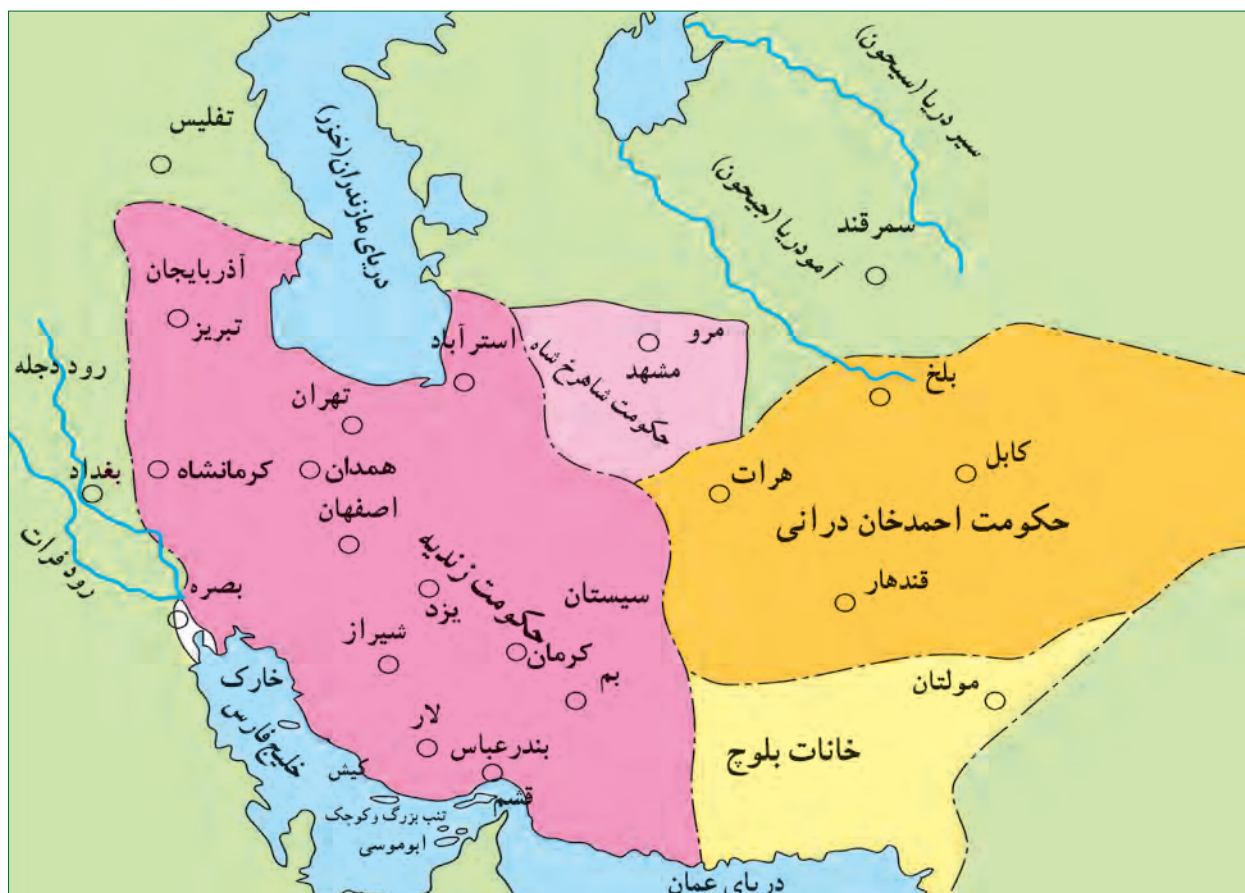 سیر دریا (سیحون)
تفلیس
دریای مازندران (خزر)
آمودریا (جیحون)
سمرقند
آذربایجان
تبریز
استرآباد
مرو
مشهد
حکومت شاهرخ شاه
رود دجله
تهران
بلخ
بغداد
کرمانشاه
همدان
هرات
کابل
اصفهان
حکومت احمدخان درانی
رود فرات
بصره
حکومت زندیه
یزد
سیستان
قندهار
شیراز
کرمان
بم
خارک
خلیج فارس
مولتان
لار
بندرعباس
خانات بلوچ
کیش
قشم
تنب بزرگ و کوچک
ابوموسی
دریای عمان